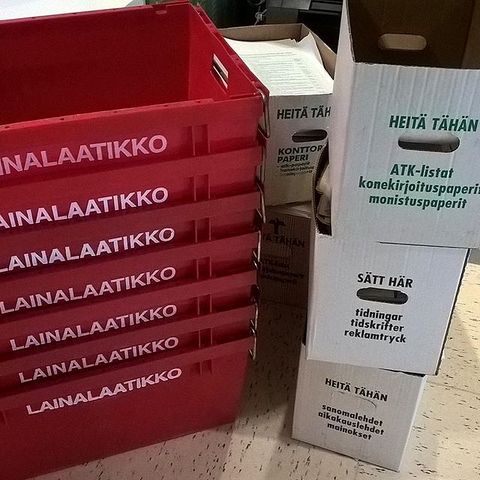 LAINALAATIKKO
LAINALAATIKKO
LAINALAATIKKO
LAINALAATIKKO
LAINALAATIKKO
LAINALAATIKKO
LAINALAATIKKO
HEITÄ TÄHÄN
KONTTORI
PAPERI
TÄHÄN
HEITÄ TÄHÄN
ATK-listat
konekirjoituspaperit
monistuspaperit
SÄTT HÄR
tidningar
tidskrifter
reklamtryck
HEITÄ TÄHÄN
sanomalehdet
aikakauslehdet
mainokset